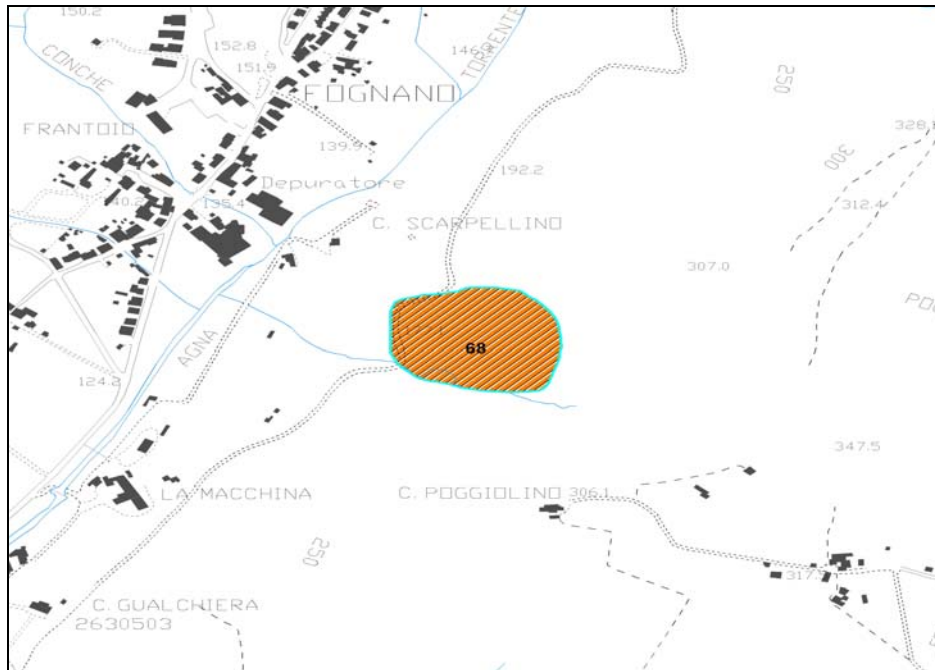 150.2
152.8
146.
TORRENTE
151.9
250
CONCHE
FOGNANO
328.
FRANTOIO
139.9
300
192.2
Depuratore
140.2
135.4
312.4
C. SCARPELLINO
307.0
AGNA
68
124.2
347.5
LA MACCHINA
C. POGGIOLINO 306.1
250
317.
C. GUALCHIERA
2630503